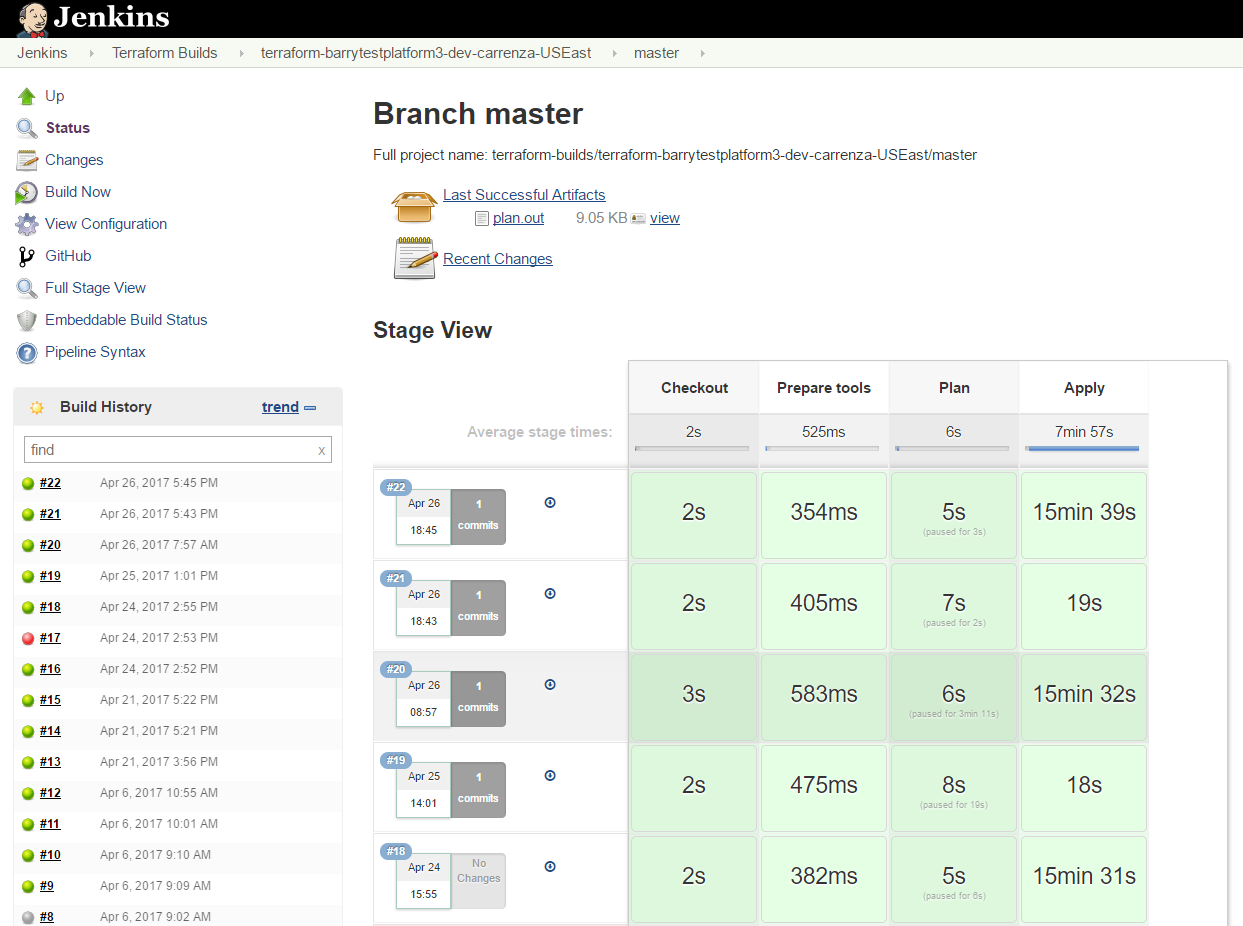 Jenkins
Jenkins Terraform Builds terraform-barrytestplatform3-dev-carrenza-USEast master
Up
Status
Changes
Build Now
View Configuration
GitHub
Full Stage View
Embeddable Build Status
Pipeline Syntax
Build History trend
find x
#22 Apr 26, 2017 5:45 PM
#21 Apr 26, 2017 5:43 PM
#20 Apr 26, 2017 7:57 AM
#19 Apr 25, 2017 1:01 PM
#18 Apr 24, 2017 2:55 PM
#17 Apr 24, 2017 2:53 PM
#16 Apr 24, 2017 2:52 PM
#15 Apr 21, 2017 5:22 PM
#14 Apr 21, 2017 5:21 PM
#13 Apr 21, 2017 3:56 PM
#12 Apr 6, 2017 10:55 AM
#11 Apr 6, 2017 10:01 AM
#10 Apr 6, 2017 9:10 AM
#9 Apr 6, 2017 9:09 AM
#8 Apr 6, 2017 9:02 AM
Branch master
Full project name: terraform-builds/terraform-barrytestplatform3-dev-carrenza-USEast/master
Last Successful Artifacts
plan.out 9.05 KB view
Recent Changes
Stage View
Checkout Prepare tools Plan Apply
Average stage times: 2s 525ms 6s 7min 57s
#22
Apr 26 1
18:45 commits
2s 354ms 5s 15min 39s
(paused for 3s)
#21
Apr 26 1
18:43 commits
2s 405ms 7s 19s
(paused for 2s)
#20
Apr 26 1
08:57 commits
3s 583ms 6s 15min 32s
(paused for 3min 11s)
#19
Apr 25 1
14:01 commits
2s 475ms 8s 18s
(paused for 19s)
#18
Apr 24 No
15:55 Changes
2s 382ms 5s 15min 31s
(paused for 6s)